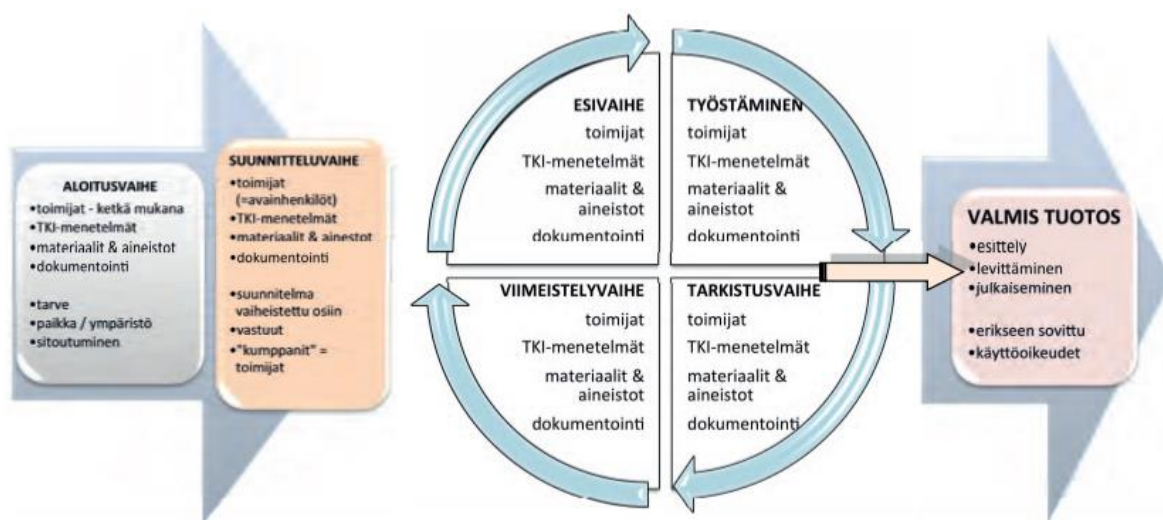 ALOITUSVAIHE
•toimijat - ketkä mukana
•TKI-menetelmät
•materiaalit & aineistot
•dokumentointi
•tarve
•paikka / ympäristö
•sitoutuminen
SUUNNITTELUVAIHE
•toimijat
(=avainhenkilöt)
•TKI-menetelmät
•materiaalit & ainestot
•dokumentointi
•suunnitelma
vaiheistettu osiin
•vastuut
•"kumppanit" =
toimijat
ESIVAIHE
toimijat
TKI-menetelmät
materiaalit &
aineistot
dokumentointi
TYÖSTÄMINEN
toimijat
TKI-menetelmät
materiaalit &
aineistot
dokumentointi
VIIMEISTELYVAIHE
toimijat
TKI-menetelmät
materiaalit &
aineistot
dokumentointi
TARKISTUSVAIHE
toimijat
TKI-menetelmät
materiaalit &
aineistot
dokumentointi
VALMIS TUOTOS
•esittely
•levittäminen
•julkaiseminen
•erikseen sovittu
•käyttöoikeudet